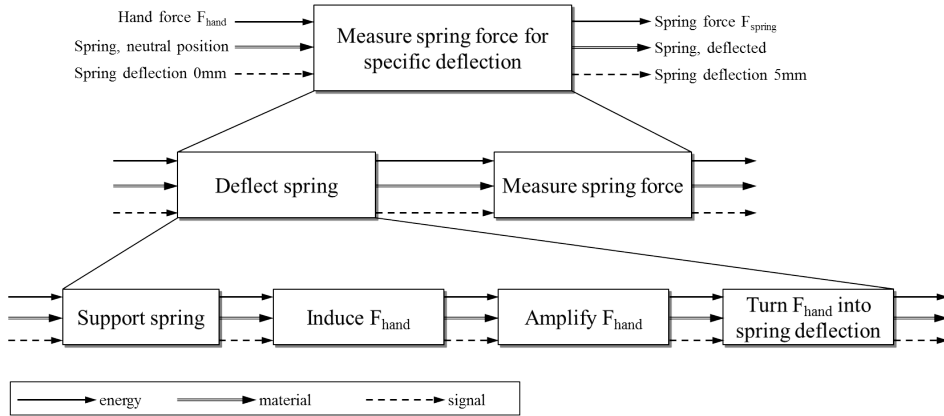 Hand force Fhand
Spring, neutral position
Spring deflection 0mm
Measure spring force for
specific deflection
Spring force Fspring
Spring, deflected
Spring deflection 5mm
Deflect spring
Measure spring force
Support spring
Induce Fhand
Amplify Fhand
Turn Fhand into
spring deflection
energy
material
signal